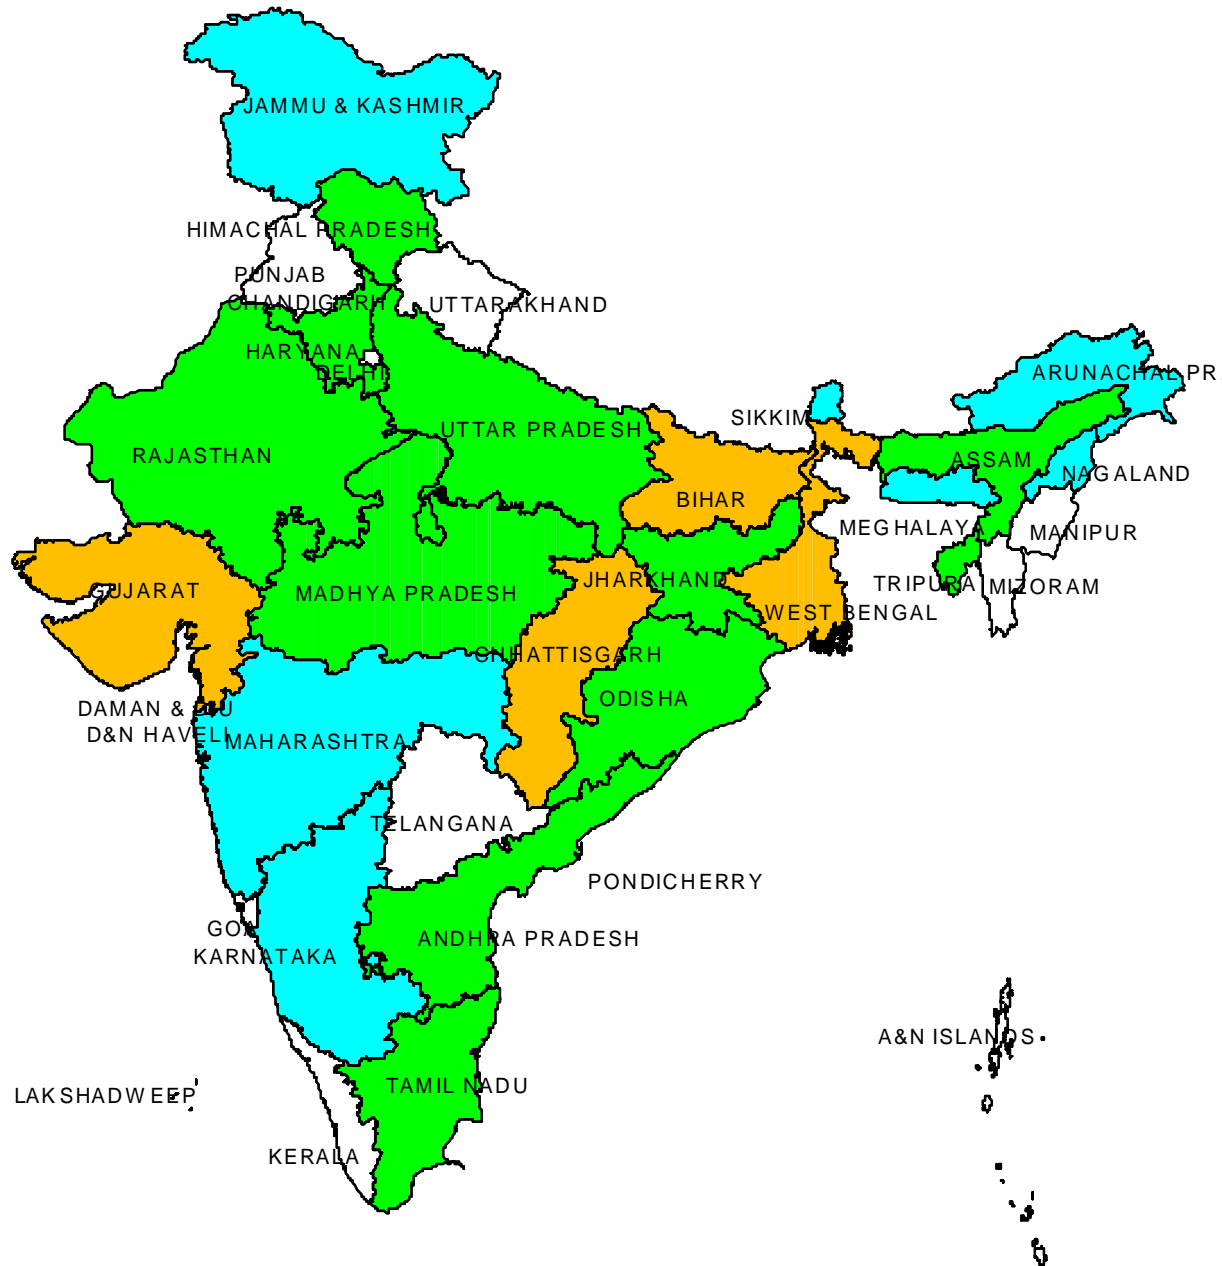 JAMMU & KASHMIR
HIMACHAL PRADESH
PUNJAB
CHANDIGARH
UTTARAKHAND
HARYANA
DELHI
ARUNACHAL PR.
SIKKIM
UTTAR PRADESH
RAJASTHAN
ASSAM
NAGALAND
BIHAR
MEGHALAYA
MANIPUR
GUJARAT
MADHYA PRADESH
JHARKHAND
TRIPURA
MIZORAM
WEST BENGAL
CHHATTISGARH
ODISHA
DAMAN & DIU
D&N HAVELI
MAHARASHTRA
TELANGANA
PONDICHERRY
GOA
KARNATAKA
ANDHRA PRADESH
A&N ISLANDS
LAKSHADWEEP
TAMIL NADU
KERALA